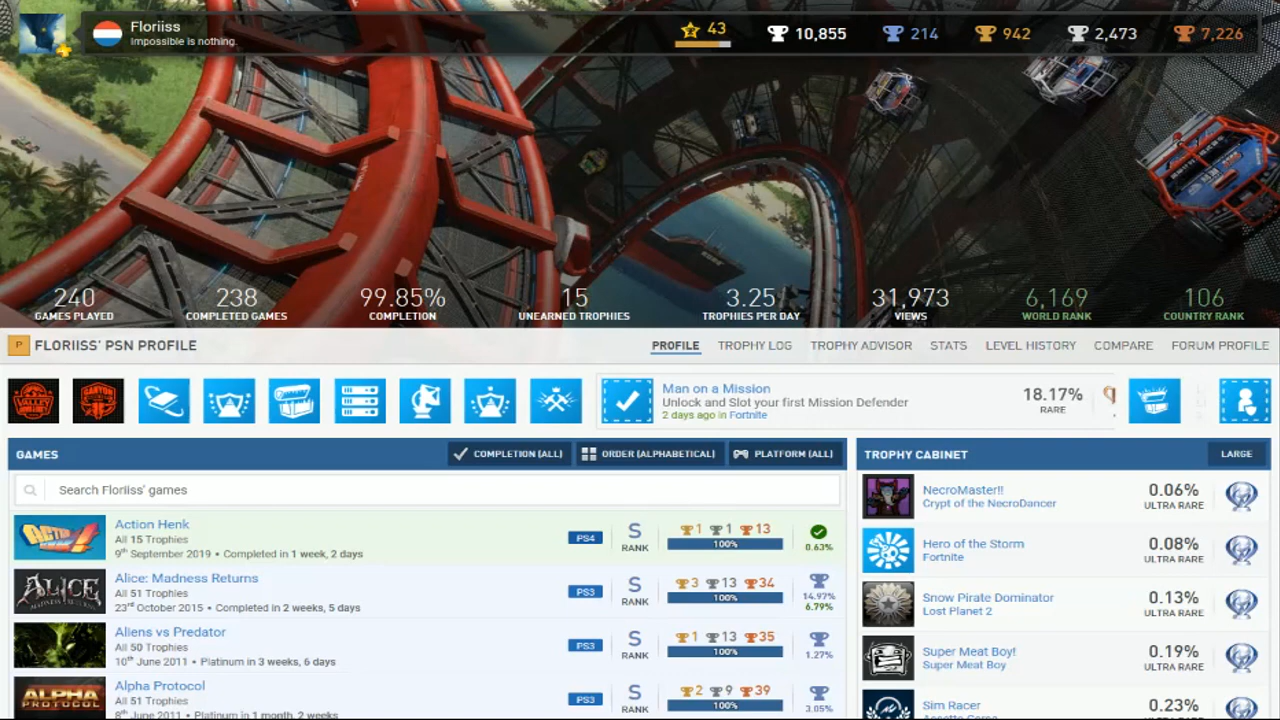 Floriiss
Impossible is nothing.
43
10,855
214
942
2,473
7,226
240
GAMES PLAYED
238
COMPLETED GAMES
99.85%
COMPLETION
15
UNEARNED TROPHIES
3.25
TROPHIES PER DAY
31,973
VIEWS
6,169
WORLD RANK
106
COUNTRY RANK
P FLORIISS' PSN PROFILE
PROFILE TROPHY LOG TROPHY ADVISOR STATS LEVEL HISTORY COMPARE FORUM PROFILE
Man on a Mission
Unlock and Slot your first Mission Defender
2 days ago in Fortnite
18.17%
RARE
GAMES
COMPLETION (ALL) ORDER (ALPHABETICAL) PLATFORM (ALL)
Search Floriiss' games
Action Henk
All 15 Trophies
9th September 2019 • Completed in 1 week, 2 days
PS4
S
RANK
1 1 13
100%
0.63%
Alice: Madness Returns
All 51 Trophies
23rd October 2015 • Completed in 2 weeks, 5 days
PS3
S
RANK
3 13 34
100%
14.97%
6.79%
Aliens vs Predator
All 50 Trophies
10th June 2011 • Platinum in 3 weeks, 6 days
PS3
S
RANK
1 13 35
100%
1.27%
ALPHA
PROTOCOL
Alpha Protocol
All 51 Trophies
8th June 2011 • Platinum in 1 month, 2 weeks
PS3
S
RANK
2 9 39
100%
3.05%
TROPHY CABINET
LARGE
NecroMaster!!
Crypt of the NecroDancer
0.06%
ULTRA RARE
Hero of the Storm
Fortnite
0.08%
ULTRA RARE
Snow Pirate Dominator
Lost Planet 2
0.13%
ULTRA RARE
Super Meat Boy!
Super Meat Boy
0.19%
ULTRA RARE
Sim Racer
0.23%